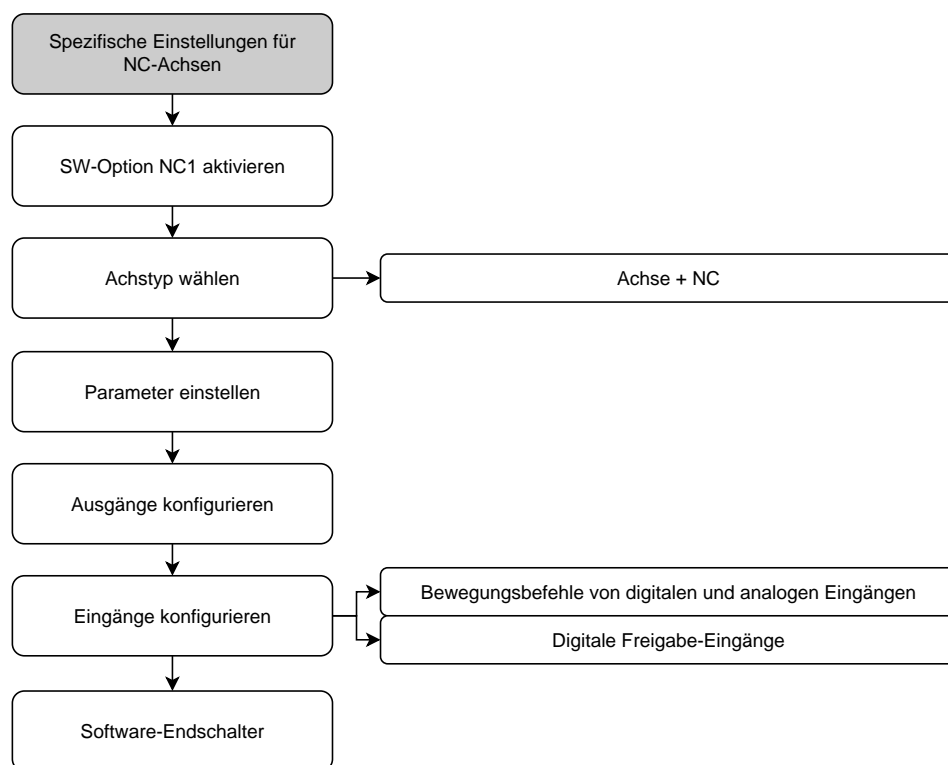 Spezifische Einstellungen für
NC-Achsen
SW-Option NC1 aktivieren
Achstyp wählen
Achse + NC
Parameter einstellen
Ausgänge konfigurieren
Eingänge konfigurieren
Bewegungsbefehle von digitalen und analogen Eingängen
Digitale Freigabe-Eingänge
Software-Endschalter